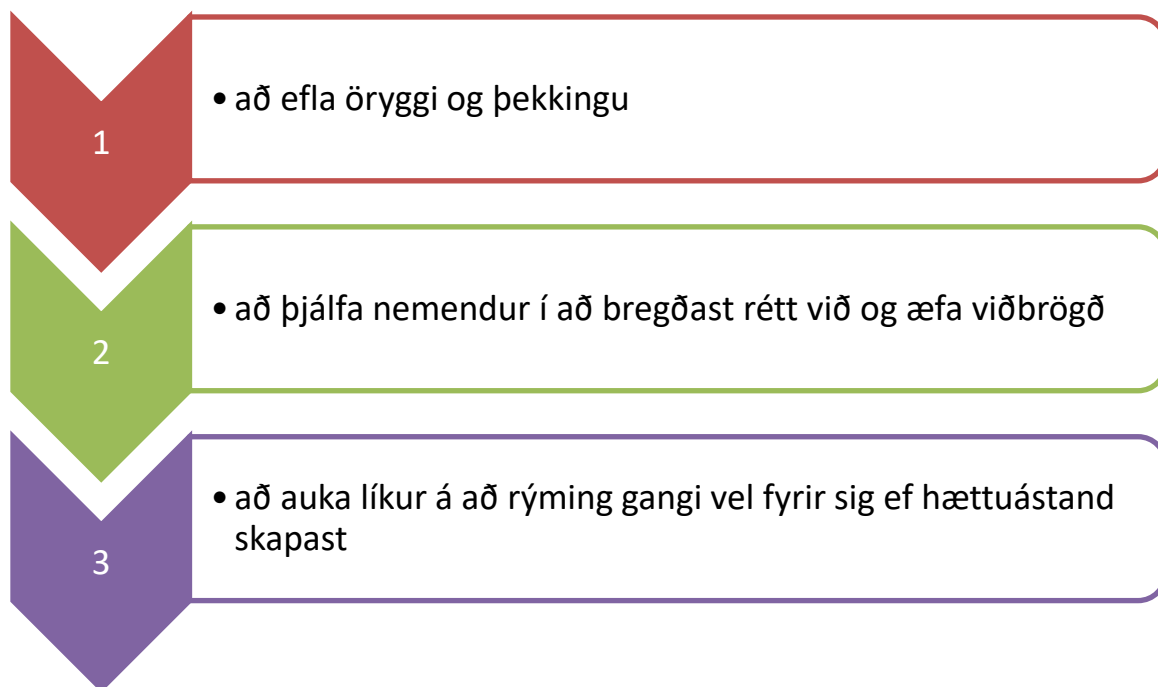 1
• að efla öryggi og þekkingu
2
• að þjálfa nemendur í að bregðast rétt við og æfa viðbrögð
3
• að auka líkur á að rýming gangi vel fyrir sig ef hættuástand
skapast